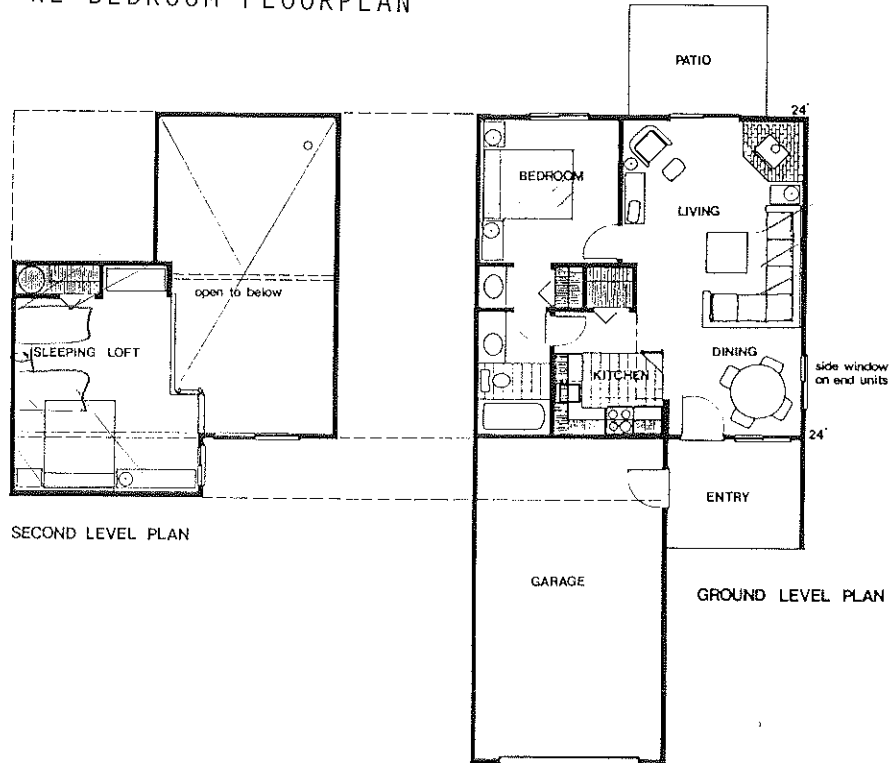 BEDROOM FLOORPLAN
PATIO
24'
BEDROOM
LIVING
open to below
SLEEPING LOFT
DINING
KITCHEN
side window
on end units
24'
ENTRY
SECOND LEVEL PLAN
GARAGE
GROUND LEVEL PLAN